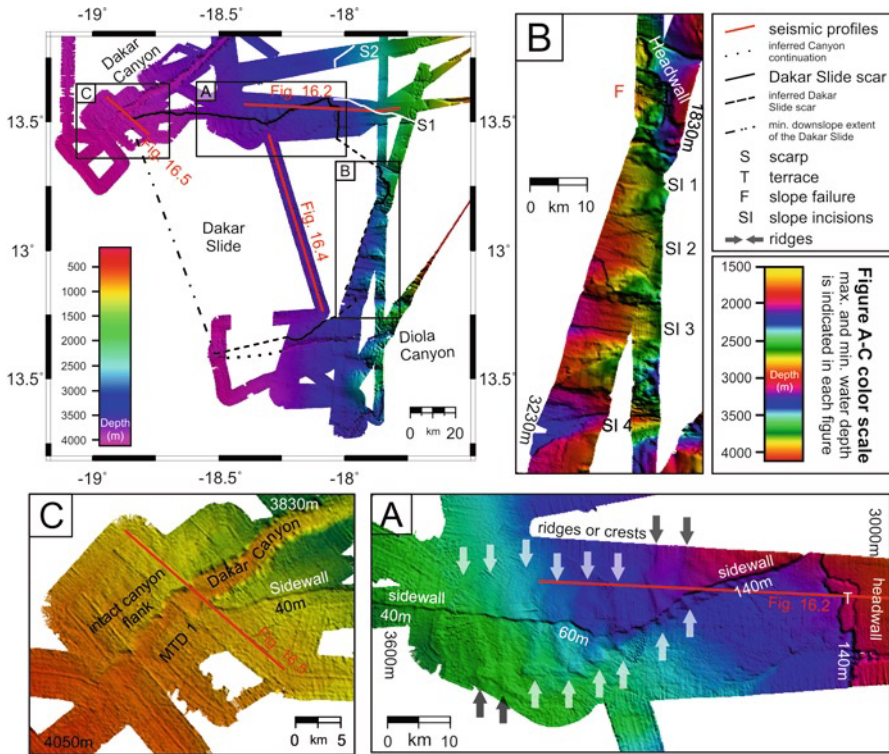 -19 -18.5 -18
Dakar
Canyon
S2
C
A
Fig. 16.2
13.5
S1
Fig. 16.5
B
Dakar
Slide
Fig. 16.4
13
500
1000
1500
2000
2500
3000
3500
4000
Depth
(m)
Diola
Canyon
13.5
0 km 20
-19 -18.5 -18
13.5
13°
13.5
B
Headwall
F
1830m
0 km 10
SI 1
SI 2
SI 3
SI 4
3230m
seismic profiles
inferred Canyon
continuation
Dakar Slide scar
inferred Dakar
Slide scar
min. downslope extent
of the Dakar Slide
S scarp
T terrace
F slope failure
SI slope incisions
ridges
1500
2000
2500
3000
3500
4000
Depth
(m)
Figure A-C color scale
max. and min. water depth
is indicated in each figure
C
3830m
Dakar Canyon
Sidewall
40m
intact canyon
flank
MTD 1
4050m
0 km 5
A
ridges or crests
3000m
sidewall
140m
Fig. 16.2
T
headwall
sidewall
40m
60m
140m
3600m
0 km 10